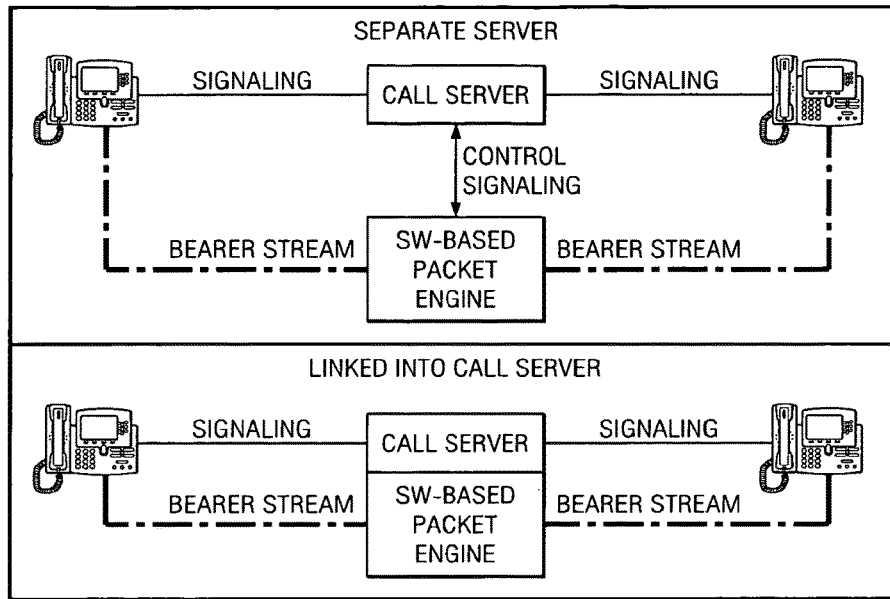 SEPARATE SERVER
SIGNALING
CALL SERVER
SIGNALING
CONTROL
SIGNALING
BEARER STREAM
SW-BASED
PACKET
ENGINE
BEARER STREAM
LINKED INTO CALL SERVER
SIGNALING
CALL SERVER
SIGNALING
BEARER STREAM
SW-BASED
PACKET
ENGINE
BEARER STREAM